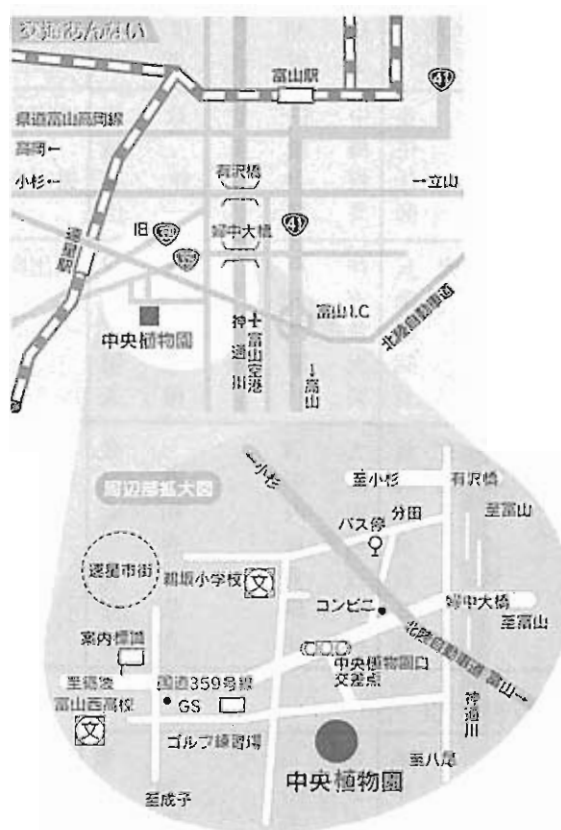 交通あんない
富山駅
41
県道富山高岡線
高岡←
小杉←
有沢橋
→立山
旧
婦中大橋
41
速星駅
富山I.C
北陸自動車道
中央植物園
神通川
富山空港
↓高山
周辺部拡大図
←小杉
至小杉
有沢橋
分田
至富山
バス停
速星市街
鵜坂小学校
文
コンビニ
婦中大橋
至富山
案内標識
北陸自動車道 富山→
中央植物園口
交差点
国道359号線
富山西高校
文
GS
神通川
ゴルフ練習場
至八尾
中央植物園
至成子